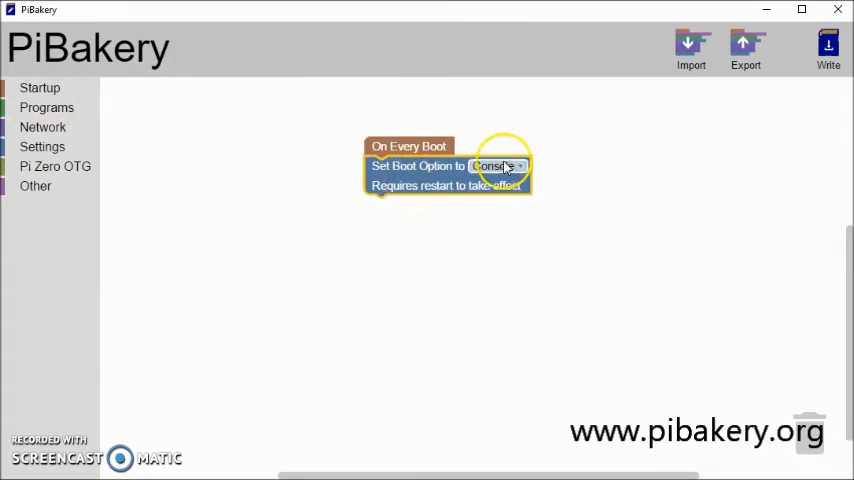 PiBakery
PiBakery
Import
Export
Write
Startup
Programs
Network
Settings
Pi Zero OTG
Other
On Every Boot
Set Boot Option to Console
Requires restart to take effect
www.pibakery.org
RECORDED WITH
SCREENCAST MATIC